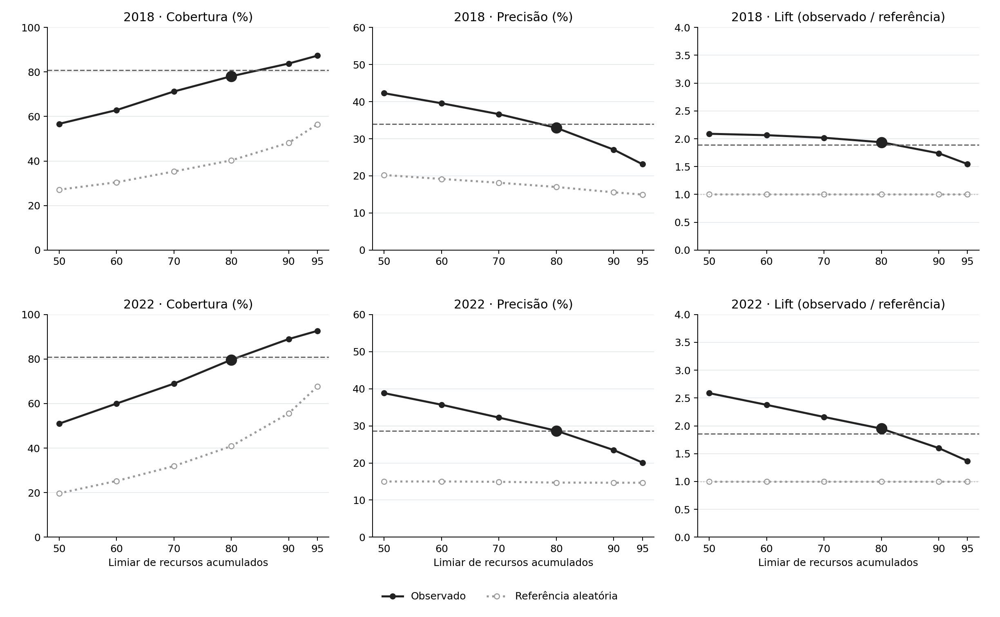 2018 · Cobertura (%)
100
80
60
40
20
0
50 60 70 80 90 95
2018 · Precisão (%)
60
50
40
30
20
10
0
50 60 70 80 90 95
2018 · Lift (observado / referência)
4.0
3.5
3.0
2.5
2.0
1.5
1.0
0.5
0.0
50 60 70 80 90 95
2022 · Cobertura (%)
100
80
60
40
20
0
50 60 70 80 90 95
Limiar de recursos acumulados
2022 · Precisão (%)
60
50
40
30
20
10
0
50 60 70 80 90 95
Limiar de recursos acumulados
2022 · Lift (observado / referência)
4.0
3.5
3.0
2.5
2.0
1.5
1.0
0.5
0.0
50 60 70 80 90 95
Limiar de recursos acumulados
Observado
Referência aleatória